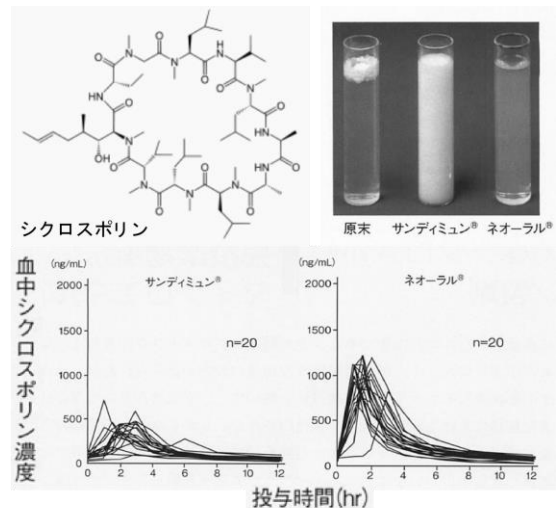 シクロスポリン
原末 サンディミュン® ネオーラル®
血中シクロスポリン濃度
(ng/mL)
サンディミュン®
2000
1500
n=20
1000
500
0
0 2 4 6 8 10 12
(ng/mL)
ネオーラル®
2000
1500
n=20
1000
500
0
0 2 4 6 8 10 12
投与時間(hr)
O
N
O
N
O
H
N
O
N
HN
O
O
HN
N
O
OH
N
O
N
O
N
O
N
O
N
H
O